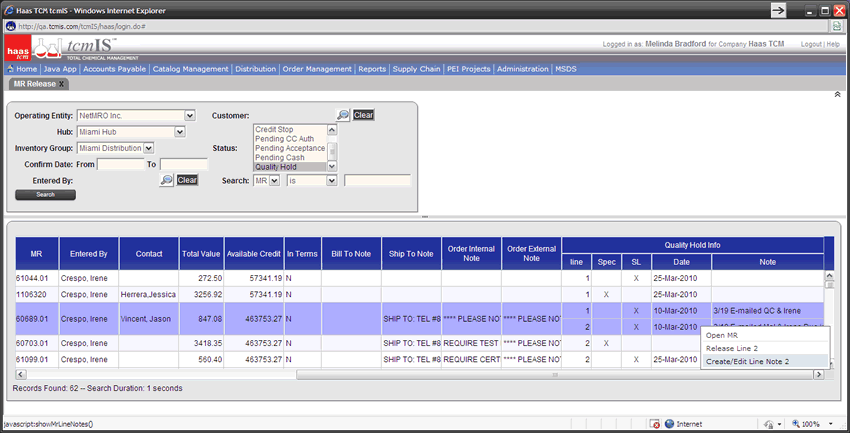 Haas TCM tcmIS - Windows Internet Explorer
http://qa.tcmis.com/tcmIS/haas/login.do#
haas tcm tcmIS™
TOTAL CHEMICAL MANAGEMENT
Logged in as: Melinda Bradford for Company Haas TCM Logout | Help
Home Java App Accounts Payable Catalog Management Distribution Order Management Reports Supply Chain PEI Projects Administration MSDS
MR Release X
Operating Entity: NetMRO Inc. Customer: Clear
Hub: Miami Hub
Inventory Group: Miami Distribution
Status: Credit Stop
Pending CC Auth
Pending Acceptance
Pending Cash
Quality Hold
Confirm Date: From To
Entered By: Clear Search: MR is
Search
MR Entered By Contact Total Value Available Credit In Terms Bill To Note Ship To Note Order Internal Note Order External Note Quality Hold Info
line Spec SL Date Note
61044.01 Crespo, Irene 272.50 57341.19 N 1 X 25-Mar-2010
1106320 Crespo, Irene Herrera,Jessica 3256.92 57341.19 N 1 X
60689.01 Crespo, Irene Vincent, Jason 847.08 463753.27 N SHIP TO: TEL #8 **** PLEASE NO **** PLEASE NO 1 X 10-Mar-2010 3/19 E-mailed QC & Irene
2 X 10-Mar-2010
60703.01 Crespo, Irene 3418.35 463753.27 N SHIP TO: TEL #8 REQUIRE TEST **** PLEASE NO 2 X
61099.01 Crespo, Irene 560.40 463753.27 N SHIP TO: TEL #8 REQUIRE CERT **** PLEASE NO 2 X 25-Mar-2010
Open MR
Release Line 2
Create/Edit Line Note 2
Records Found: 62 -- Search Duration: 1 seconds
javascript:showMrLineNotes() Internet 100%